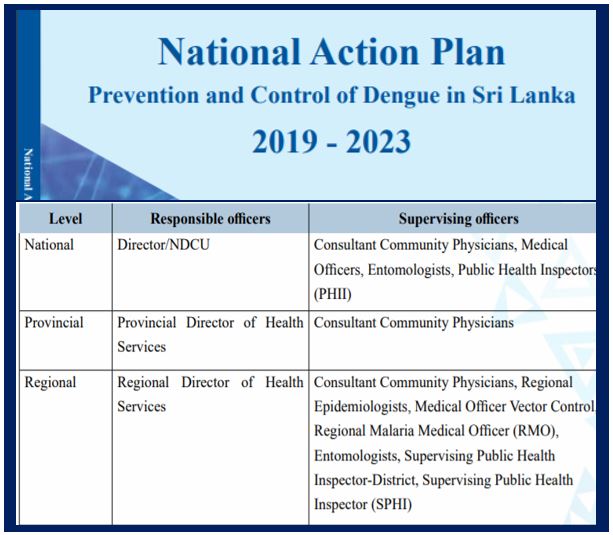 National Action Plan
Prevention and Control of Dengue in Sri Lanka
2019 - 2023
National A
Level Responsible officers Supervising officers
National Director/NDCU Consultant Community Physicians, Medical
Officers, Entomologists, Public Health Inspectors
(PHII)
Provincial Provincial Director of Health Consultant Community Physicians
Services
Regional Regional Director of Health Consultant Community Physicians, Regional
Services Epidemiologists, Medical Officer Vector Control,
Regional Malaria Medical Officer (RMO),
Entomologists, Supervising Public Health
Inspector-District, Supervising Public Health
Inspector (SPHI)